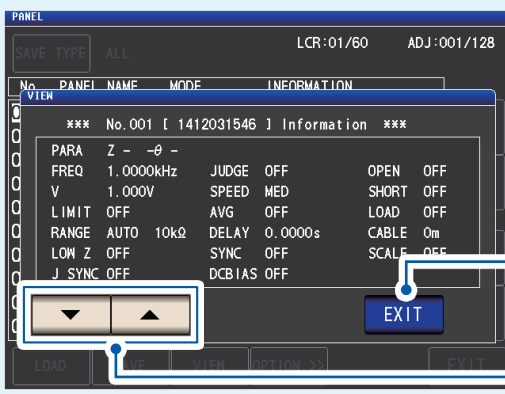 PANEL
SAVE TYPE ALL LCR:01/60 ADJ:001/128
No. PANEL NAME MODE INFORMATION
VIEW
*** No.001 [ 1412031546 ] Information ***
PARA Z - -θ -
FREQ 1.0000kHz JUDGE OFF OPEN OFF
V 1.000V SPEED MED SHORT OFF
LIMIT OFF AVG OFF LOAD OFF
RANGE AUTO 10kΩ DELAY 0.0000s CABLE 0m
LOW Z OFF SYNC OFF SCALE OFF
J SYNC OFF DCBIAS OFF
▼ ▲ EXIT
LOAD SAVE VIEW OPTION >> EXIT